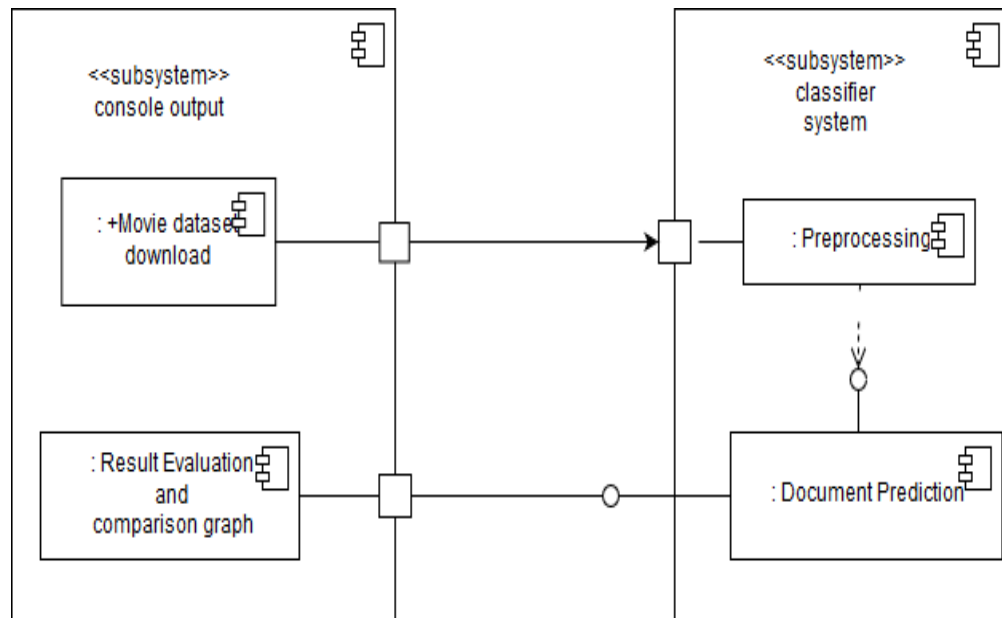 <<subsystem>>
console output
: +Movie dataset
download
: Result Evaluation
and
comparison graph
<<subsystem>>
classifier
system
: Preprocessing
: Document Prediction